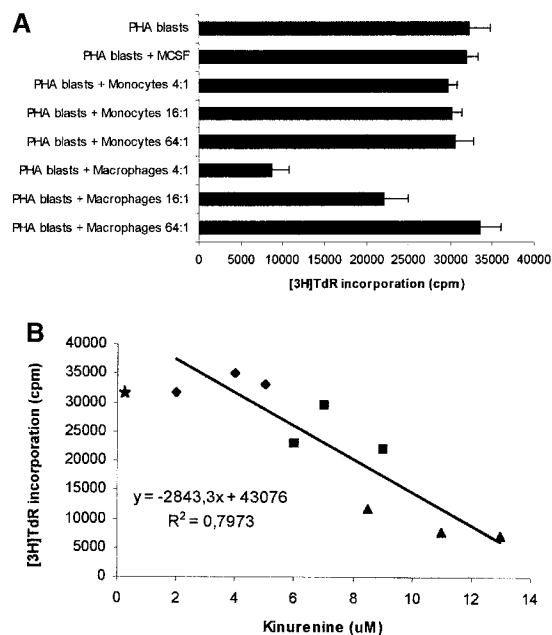 A
PHA blasts
PHA blasts + MCSF
PHA blasts + Monocytes 4:1
PHA blasts + Monocytes 16:1
PHA blasts + Monocytes 64:1
PHA blasts + Macrophages 4:1
PHA blasts + Macrophages 16:1
PHA blasts + Macrophages 64:1
0 5000 10000 15000 20000 25000 30000 35000 40000
[3H]TdR incorporation (cpm)
B
[3H]TdR incorporation (cpm)
40000
35000
30000
25000
20000
15000
10000
5000
0
y = -2843,3x + 43076
R² = 0,7973
0 2 4 6 8 10 12 14
Kinurenine (uM)